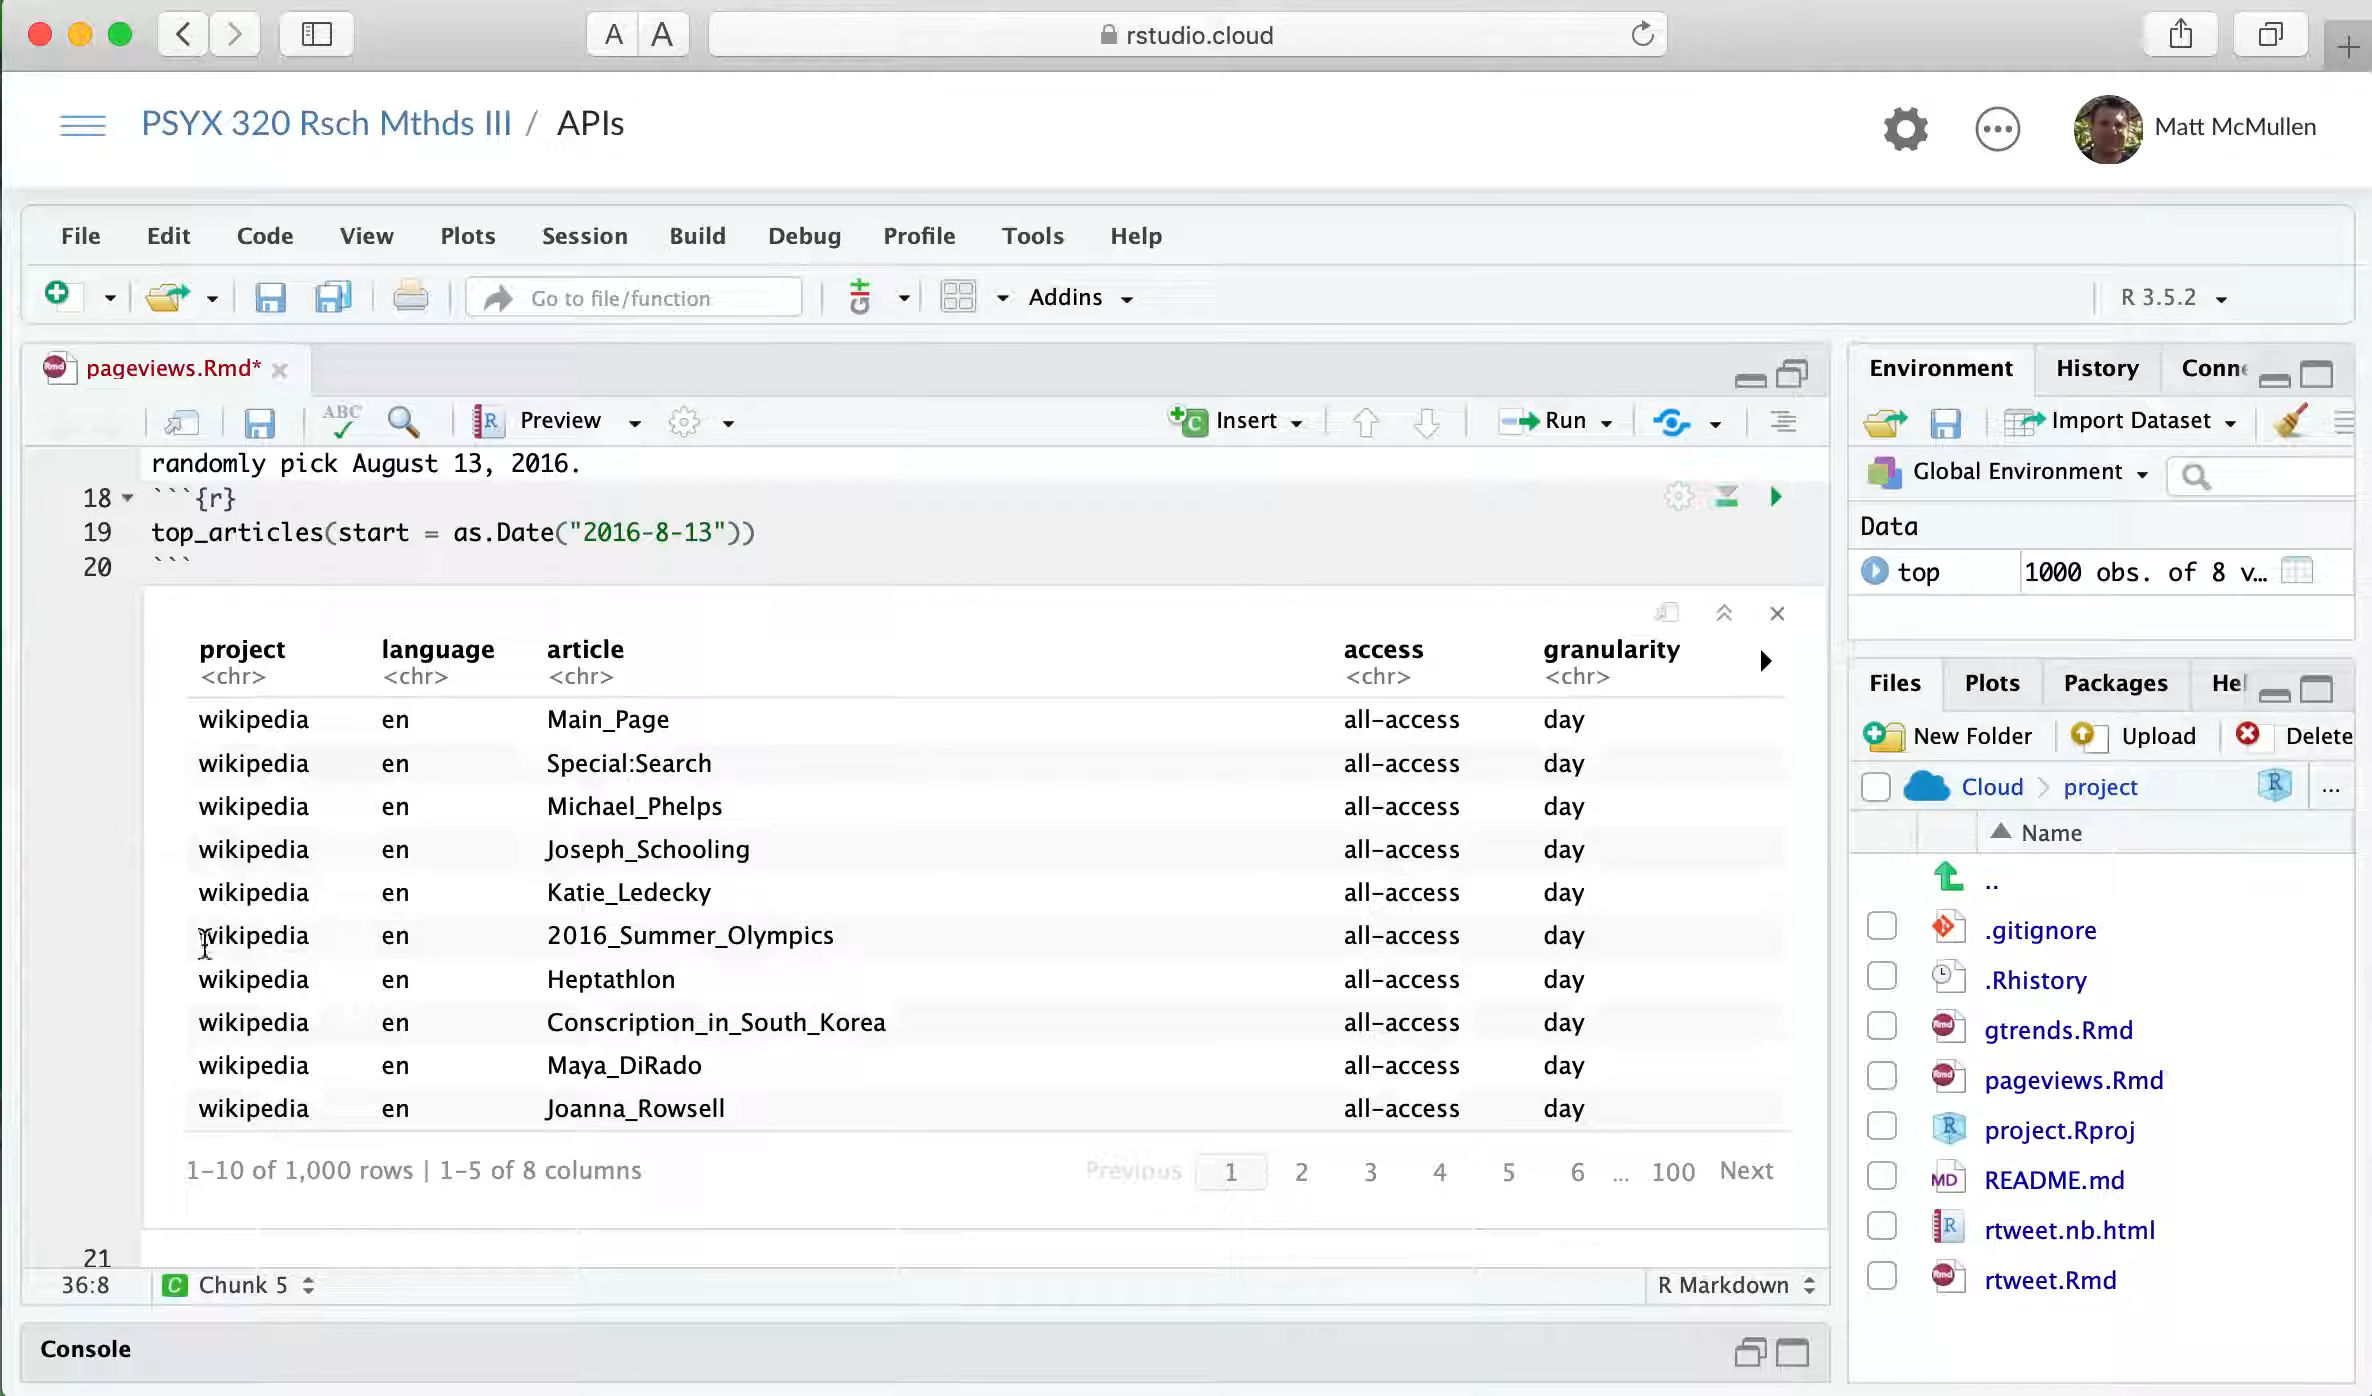 A A rstudio.cloud
PSYX 320 Rsch Mthds III / APIs Matt McMullen
File Edit Code View Plots Session Build Debug Profile Tools Help
Go to file/function Addins R 3.5.2
pageviews.Rmd*
ABC Preview Insert Run
randomly pick August 13, 2016.
18 ```{r}
19 top_articles(start = as.Date("2016-8-13"))
20 ```
project language article access granularity
<chr> <chr> <chr> <chr> <chr>
wikipedia en Main_Page all-access day
wikipedia en Special:Search all-access day
wikipedia en Michael_Phelps all-access day
wikipedia en Joseph_Schooling all-access day
wikipedia en Katie_Ledecky all-access day
wikipedia en 2016_Summer_Olympics all-access day
wikipedia en Heptathlon all-access day
wikipedia en Conscription_in_South_Korea all-access day
wikipedia en Maya_DiRado all-access day
wikipedia en Joanna_Rowsell all-access day
1-10 of 1,000 rows | 1-5 of 8 columns Previous 1 2 3 4 5 6 ... 100 Next
21
36:8 C Chunk 5 R Markdown
Console
Environment History Conne
Import Dataset
Global Environment
Data
top 1000 obs. of 8 v…
Files Plots Packages Hel
New Folder Upload Delete
Cloud project R ...
Name
..
.gitignore
.Rhistory
gtrends.Rmd
pageviews.Rmd
project.Rproj
MD README.md
rtweet.nb.html
rtweet.Rmd